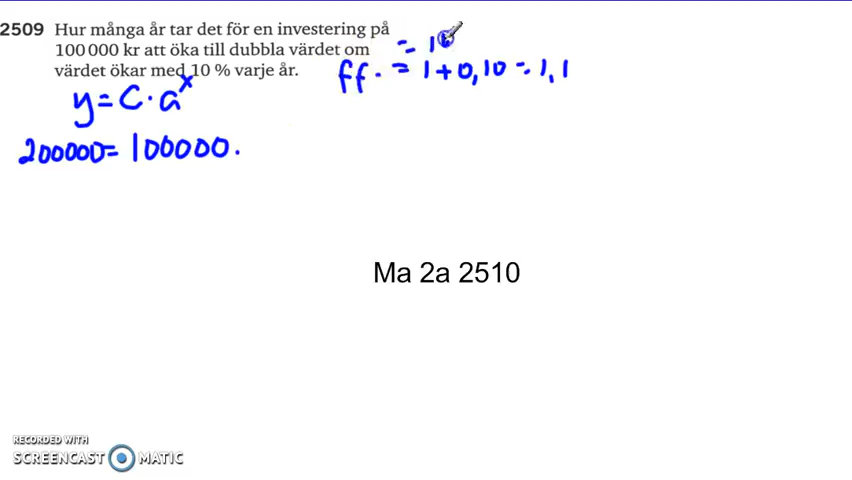 2509 Hur många år tar det för en investering på
100 000 kr att öka till dubbla värdet om
värdet ökar med 10 % varje år.
= 10
ff. = 1 + 0,10 = 1,1
y = C · a^x
200000 = 100000 ·
Ma 2a 2510
RECORDED WITH
SCREENCAST MATIC